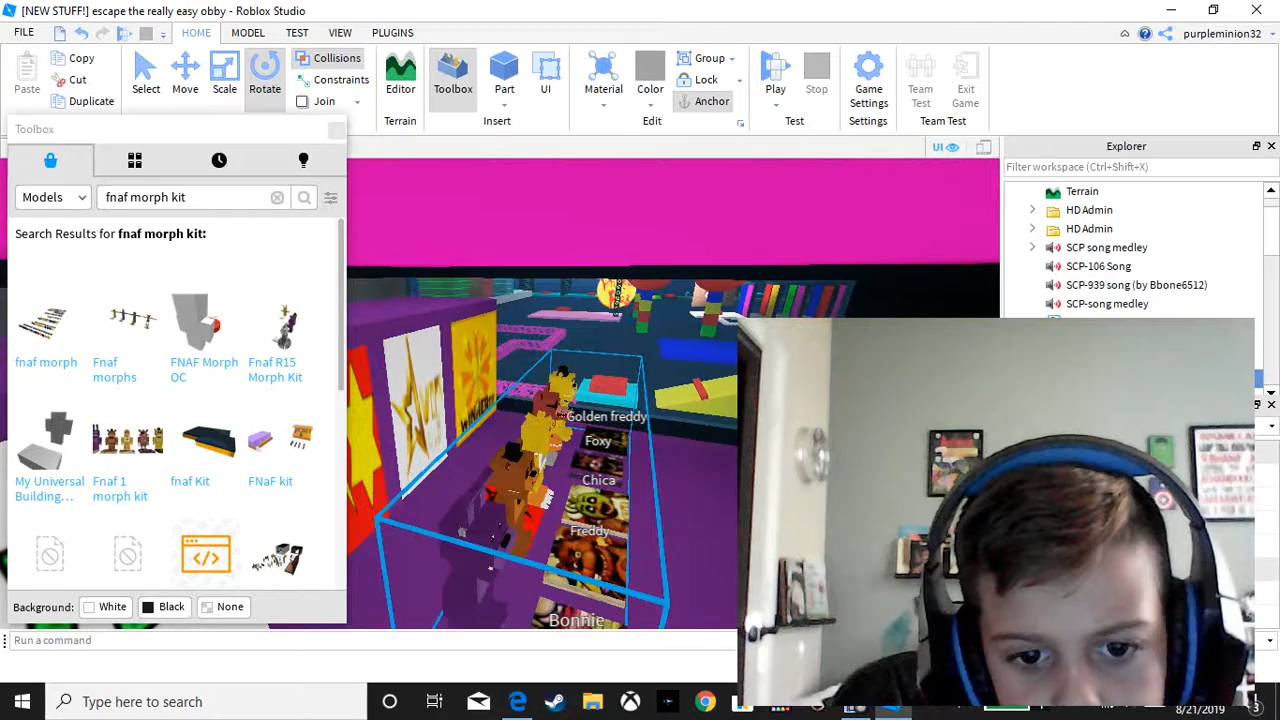 [NEW STUFF!] escape the really easy obby - Roblox Studio
FILE HOME MODEL TEST VIEW PLUGINS purpleminion32
Paste Copy Cut Duplicate Select Move Scale Rotate Collisions Constraints Join Editor Toolbox Part UI Material Color Group Lock Anchor Play Stop Game Settings Team Test Exit Game
Terrain Insert Edit Test Settings Team Test
Toolbox
UI
Explorer
Filter workspace (Ctrl+Shift+X)
Models fnaf morph kit
Search Results for fnaf morph kit:
fnaf morph
Fnaf morphs
FNAF Morph OC
Fnaf R15 Morph Kit
My Universal Building...
Fnaf 1 morph kit
fnaf Kit
FNaF kit
Background: White Black None
Terrain
HD Admin
HD Admin
SCP song medley
SCP-106 Song
SCP-939 song (by Bbone6512)
SCP-song medley
Golden freddy
Foxy
Chica
Freddy
Bonnie
Run a command
Type here to search
8/21/2019
3